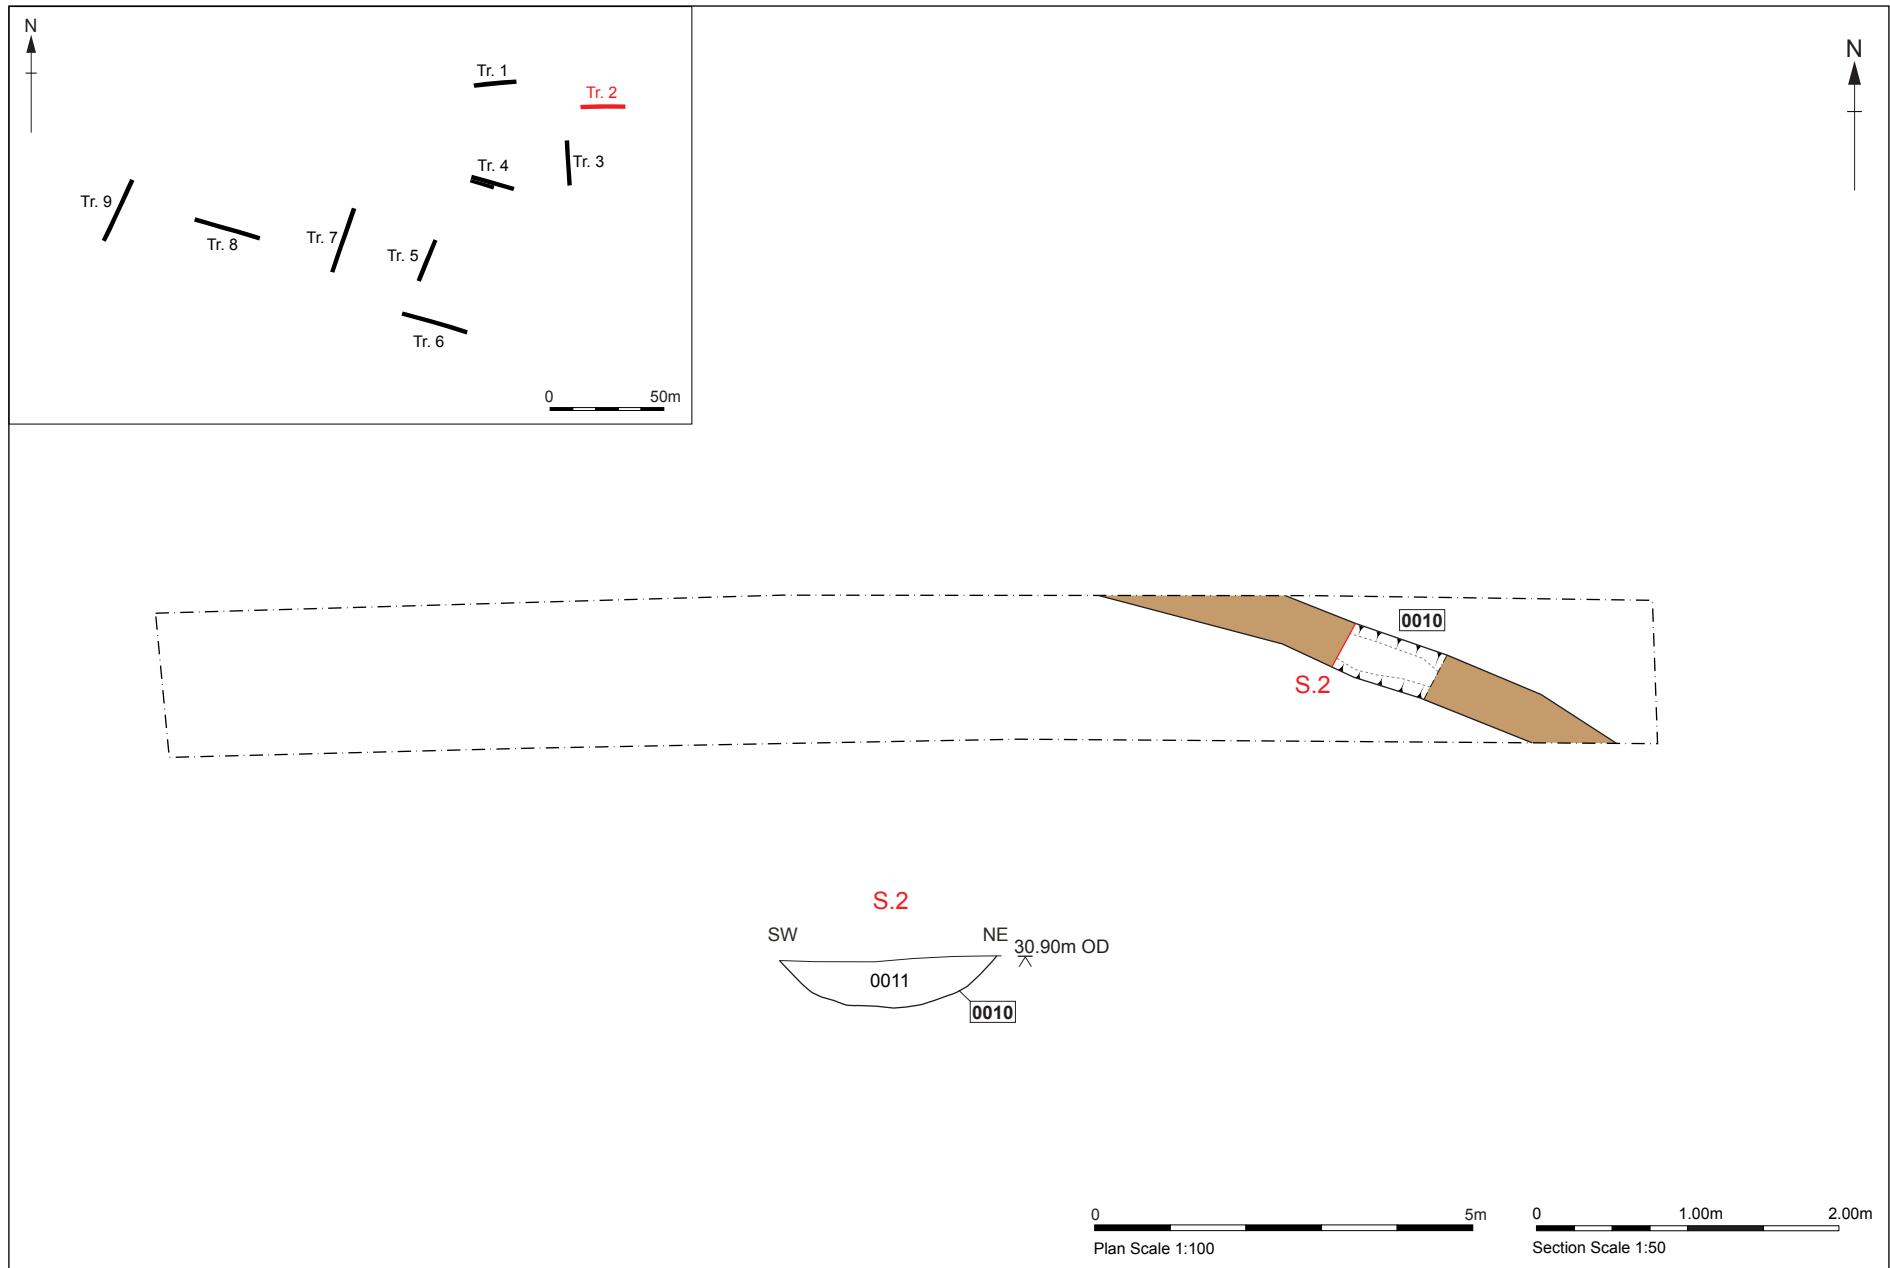 N
Tr. 1
Tr. 2
Tr. 3
Tr. 4
Tr. 9
Tr. 8
Tr. 7
Tr. 5
Tr. 6
0 50m
N
0010
S.2
S.2
SW NE 30.90m OD
0011
0010
0 5m
Plan Scale 1:100
0 1.00m 2.00m
Section Scale 1:50